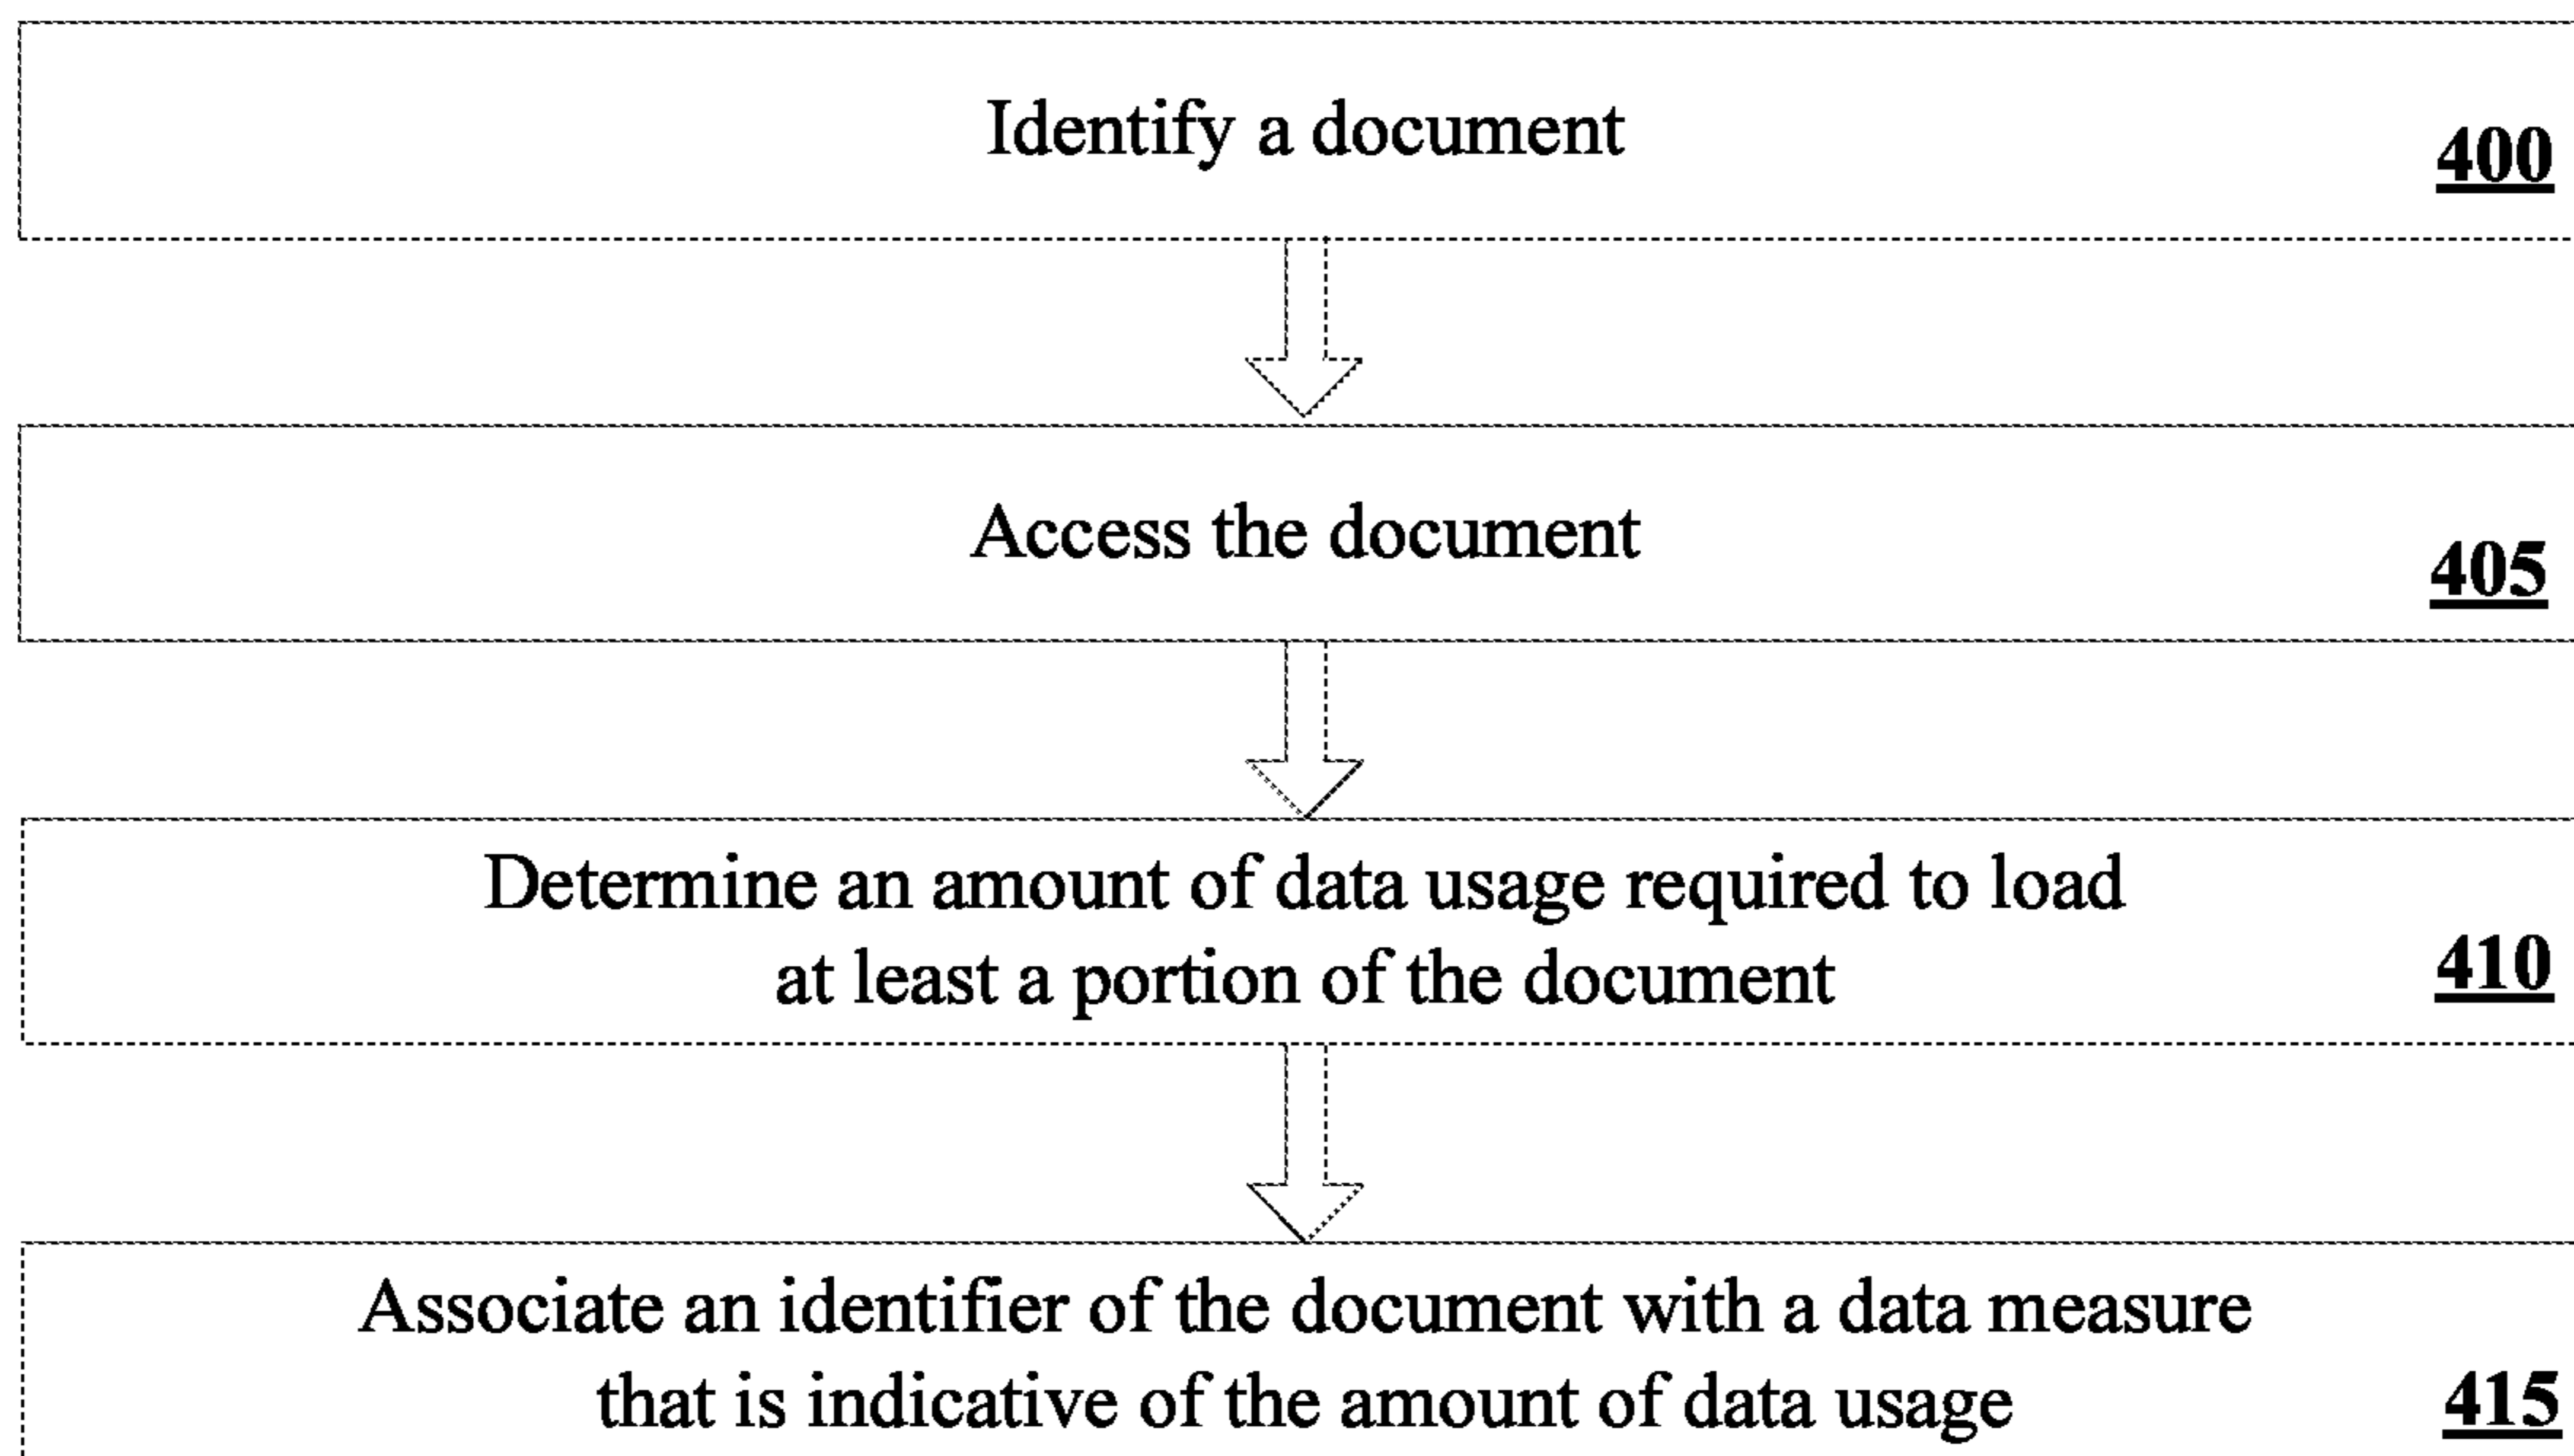 Identify a document
400
Access the document
405
Determine an amount of data usage required to load
at least a portion of the document
410
Associate an identifier of the document with a data measure
that is indicative of the amount of data usage
415